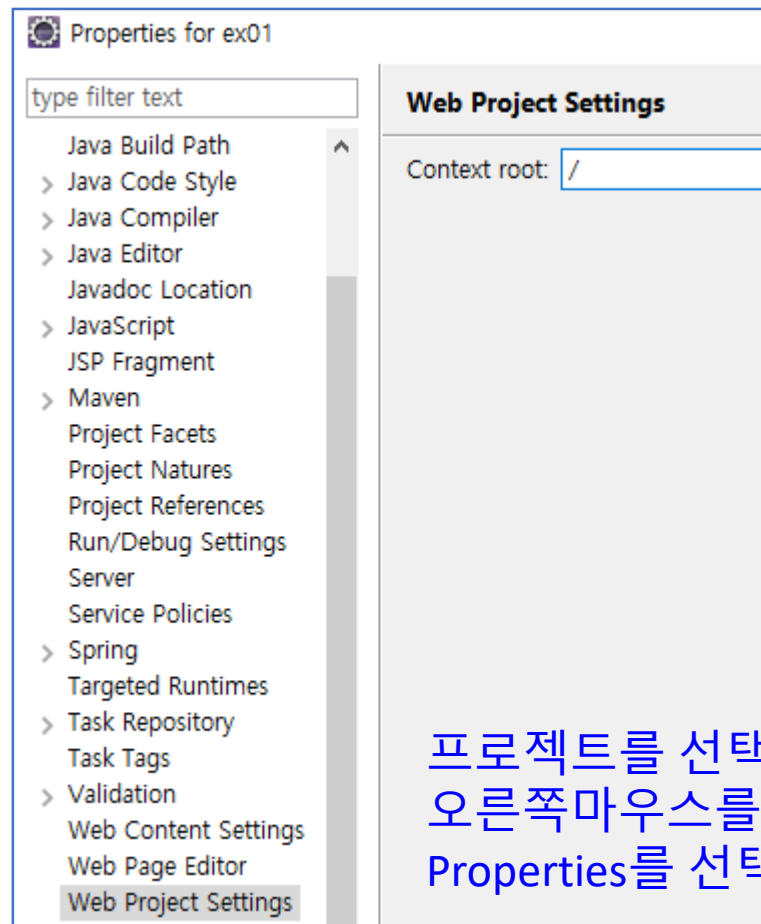 Properties for ex01
type filter text
Java Build Path
Java Code Style
Java Compiler
Java Editor
Javadoc Location
JavaScript
JSP Fragment
Maven
Project Facets
Project Natures
Project References
Run/Debug Settings
Server
Service Policies
Spring
Targeted Runtimes
Task Repository
Task Tags
Validation
Web Content Settings
Web Page Editor
Web Project Settings
Web Project Settings
Context root: /
프로젝트를 선택
오른쪽마우스를
Properties를 선택